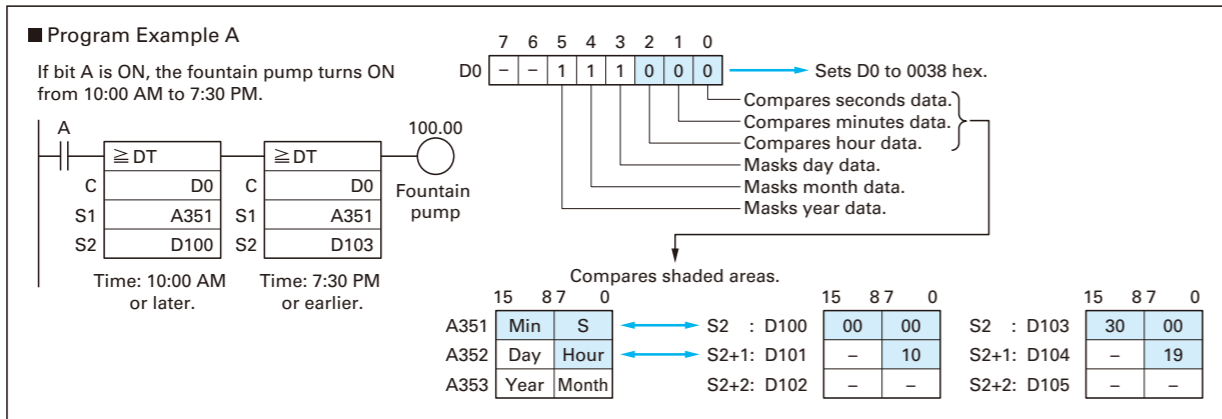 ■ Program Example A
If bit A is ON, the fountain pump turns ON
from 10:00 AM to 7:30 PM.
A
≧DT
C D0
S1 A351
S2 D100
Time: 10:00 AM
or later.
≧DT
C D0
S1 A351
S2 D103
Time: 7:30 PM
or earlier.
100.00
Fountain
pump
7 6 5 4 3 2 1 0
D0 – – 1 1 1 0 0 0 Sets D0 to 0038 hex.
Compares seconds data.
Compares minutes data.
Compares hour data.
Masks day data.
Masks month data.
Masks year data.
Compares shaded areas.
15 8 7 0
A351 Min S
A352 Day Hour
A353 Year Month
15 8 7 0
S2 : D100 00 00
S2+1: D101 – 10
S2+2: D102 – –
15 8 7 0
S2 : D103 30 00
S2+1: D104 – 19
S2+2: D105 – –